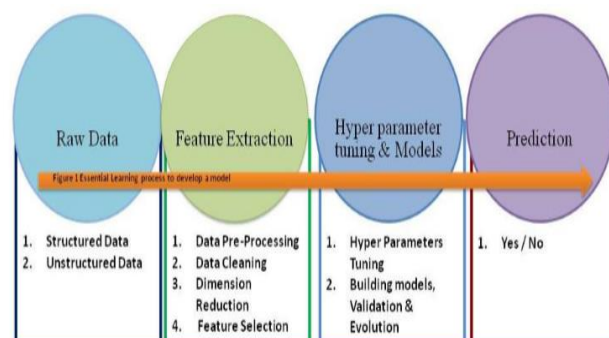 Raw Data
Feature Extraction
Hyper parameter
tuning & Models
Prediction
Figure 1 Essential Learning process to develop a model
1. Structured Data
2. Unstructured Data
1. Data Pre-Processing
2. Data Cleaning
3. Dimension
Reduction
4. Feature Selection
1. Hyper Parameters
Tuning
2. Building models,
Validation &
Evolution
1. Yes / No